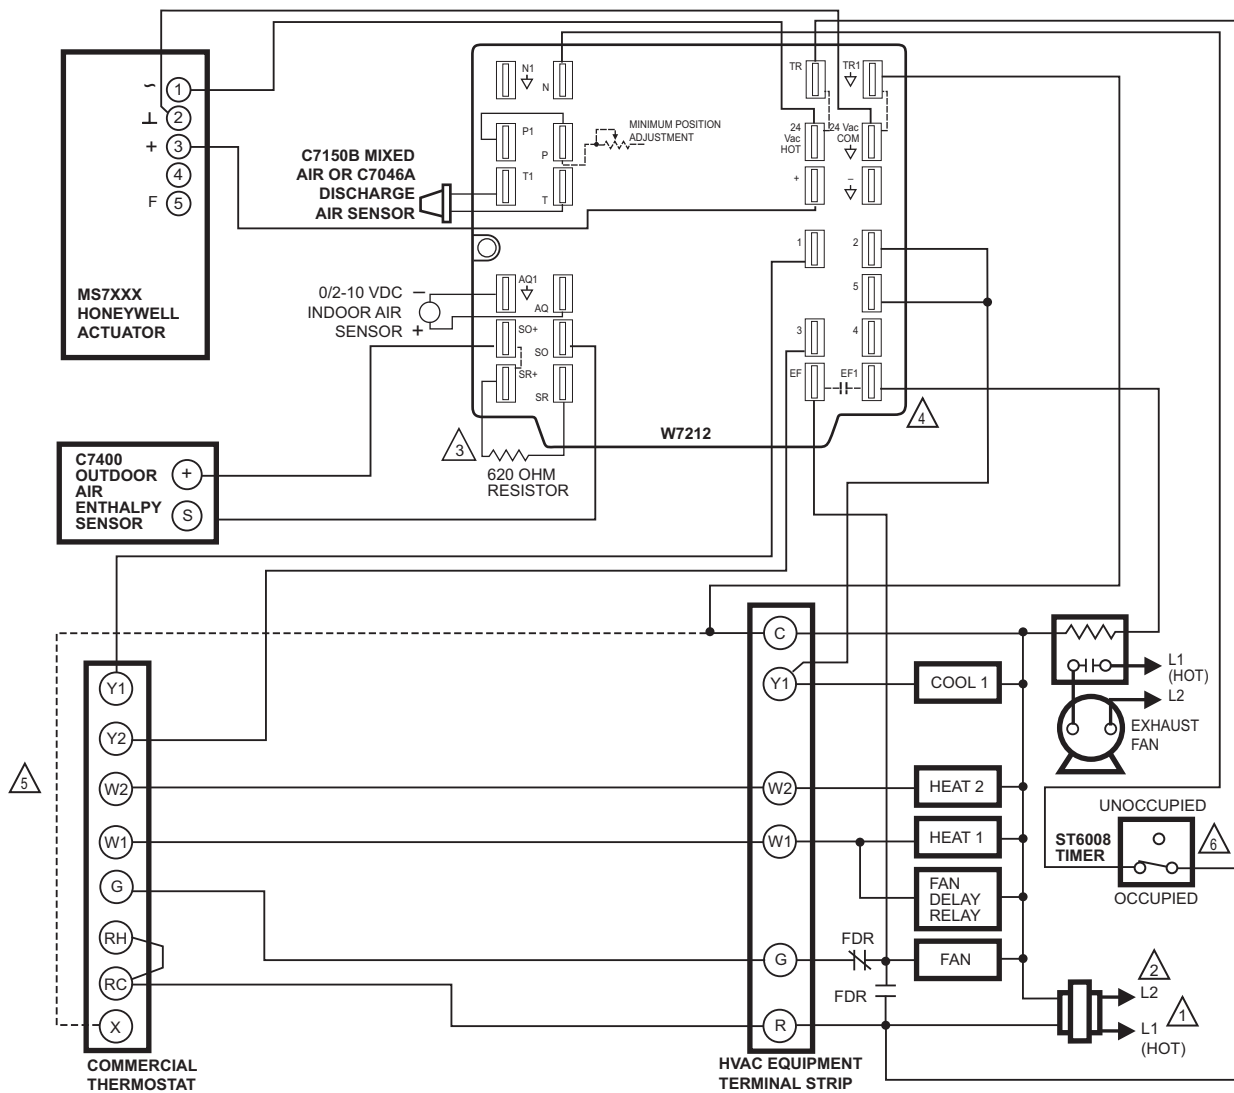 MS7XXX
HONEYWELL
ACTUATOR
~ 1
⊥ 2
+ 3
4
F 5
C7150B MIXED
AIR OR C7046A
DISCHARGE
AIR SENSOR
N1
N
P1
P
T1
T
MINIMUM POSITION
ADJUSTMENT
TR
TR1
24
Vac
HOT
24 Vac
COM
+
–
1
2
5
3
4
EF
EF1
AQ1
AQ
SO+
SO
SR+
SR
W7212
0/2-10 VDC –
INDOOR AIR
SENSOR +
3
4
620 OHM
RESISTOR
C7400
OUTDOOR
AIR
ENTHALPY
SENSOR
+
S
5
Y1
Y2
W2
W1
G
RH
RC
X
COMMERCIAL
THERMOSTAT
C
Y1
W2
W1
G
R
HVAC EQUIPMENT
TERMINAL STRIP
COOL 1
HEAT 2
HEAT 1
FAN
DELAY
RELAY
FDR
FAN
FDR
L1
(HOT)
L2
EXHAUST
FAN
UNOCCUPIED
ST6008
TIMER
6
OCCUPIED
2
L2
1
L1
(HOT)